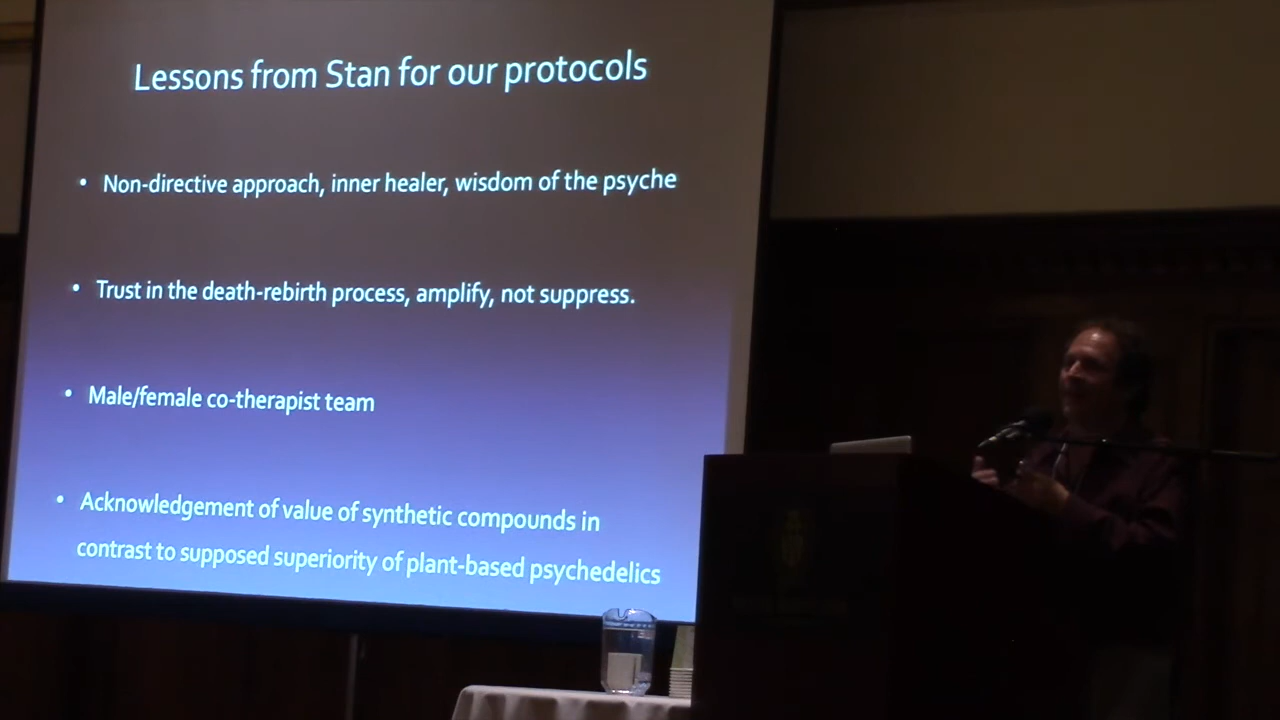 Lessons from Stan for our protocols
• Non-directive approach, inner healer, wisdom of the psyche
• Trust in the death-rebirth process, amplify, not suppress.
• Male/female co-therapist team
• Acknowledgement of value of synthetic compounds in
contrast to supposed superiority of plant-based psychedelics